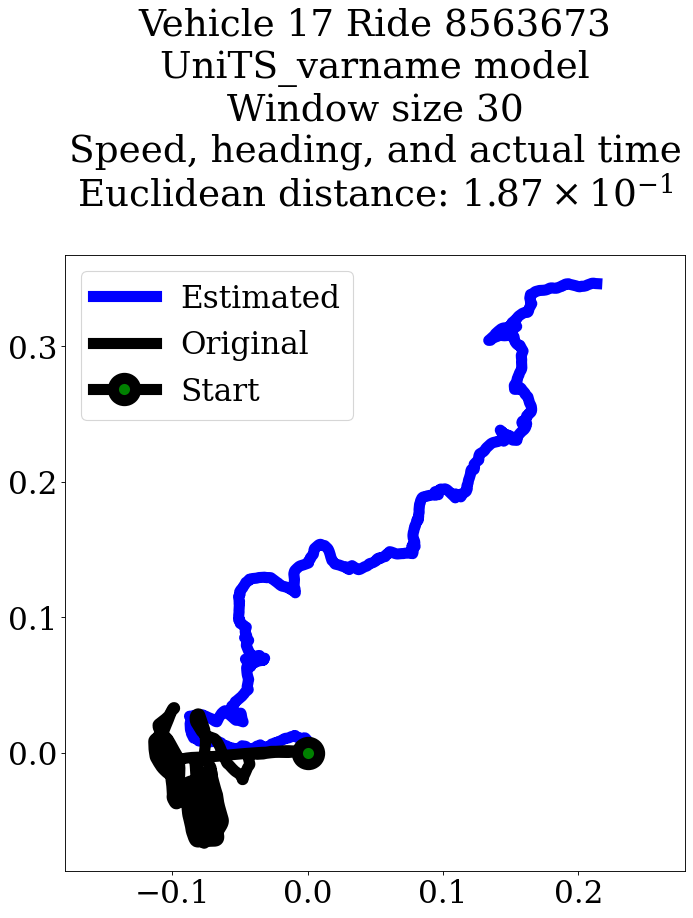 Vehicle 17 Ride 8563673
UniTS_varname model
Window size 30
Speed, heading, and actual time
Euclidean distance: 1.87 × 10⁻¹
Estimated
Original
Start
0.3
0.2
0.1
0.0
−0.1 0.0 0.1 0.2